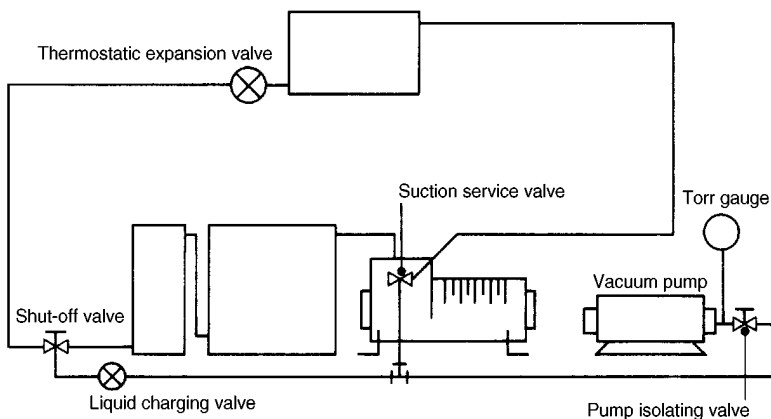 Thermostatic expansion valve
Suction service valve
Torr gauge
Vacuum pump
Shut-off valve
Liquid charging valve
Pump isolating valve